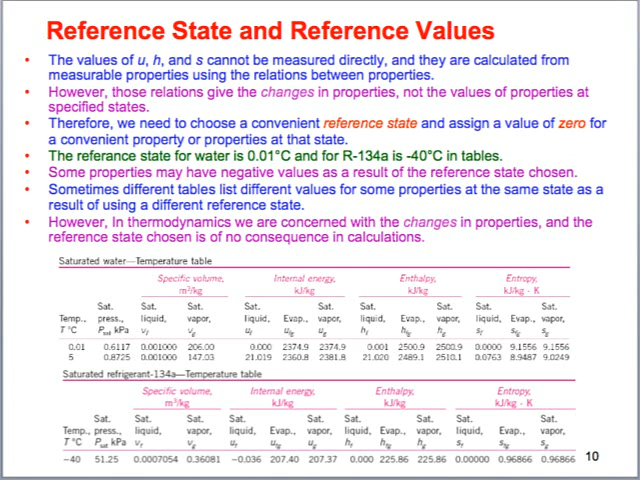 Reference State and Reference Values
• The values of u, h, and s cannot be measured directly, and they are calculated from
measurable properties using the relations between properties.
• However, those relations give the changes in properties, not the values of properties at
specified states.
• Therefore, we need to choose a convenient reference state and assign a value of zero for
a convenient property or properties at that state.
• The referance state for water is 0.01°C and for R-134a is -40°C in tables.
• Some properties may have negative values as a result of the reference state chosen.
• Sometimes different tables list different values for some properties at the same state as a
result of using a different reference state.
• However, In thermodynamics we are concerned with the changes in properties, and the
reference state chosen is of no consequence in calculations.
Saturated water—Temperature table
Specific volume, Internal energy, Enthalpy, Entropy,
m³/kg kJ/kg kJ/kg kJ/kg · K
Sat. Sat. Sat. Sat. Sat. Sat. Sat. Sat. Sat.
Temp., press., liquid, vapor, liquid, Evap., vapor, liquid, Evap., vapor, liquid, Evap., vapor,
T °C Psat kPa vf vg uf ufg ug hf hfg hg sf sfg sg
0.01 0.6117 0.001000 206.00 0.000 2374.9 2374.9 0.001 2500.9 2500.9 0.0000 9.1556 9.1556
5 0.8725 0.001000 147.03 21.019 2360.8 2381.8 21.020 2489.1 2510.1 0.0763 8.9487 9.0249
Saturated refrigerant-134a—Temperature table
Specific volume, Internal energy, Enthalpy, Entropy,
m³/kg kJ/kg kJ/kg kJ/kg · K
Sat. Sat. Sat. Sat. Sat. Sat. Sat. Sat. Sat.
Temp., press., liquid, vapor, liquid, Evap., vapor, liquid, Evap., vapor, liquid, Evap., vapor,
T °C Psat kPa vf vg uf ufg ug hf hfg hg sf sfg sg
−40 51.25 0.0007054 0.36081 −0.036 207.40 207.37 0.000 225.86 225.86 0.00000 0.96866 0.96866
10